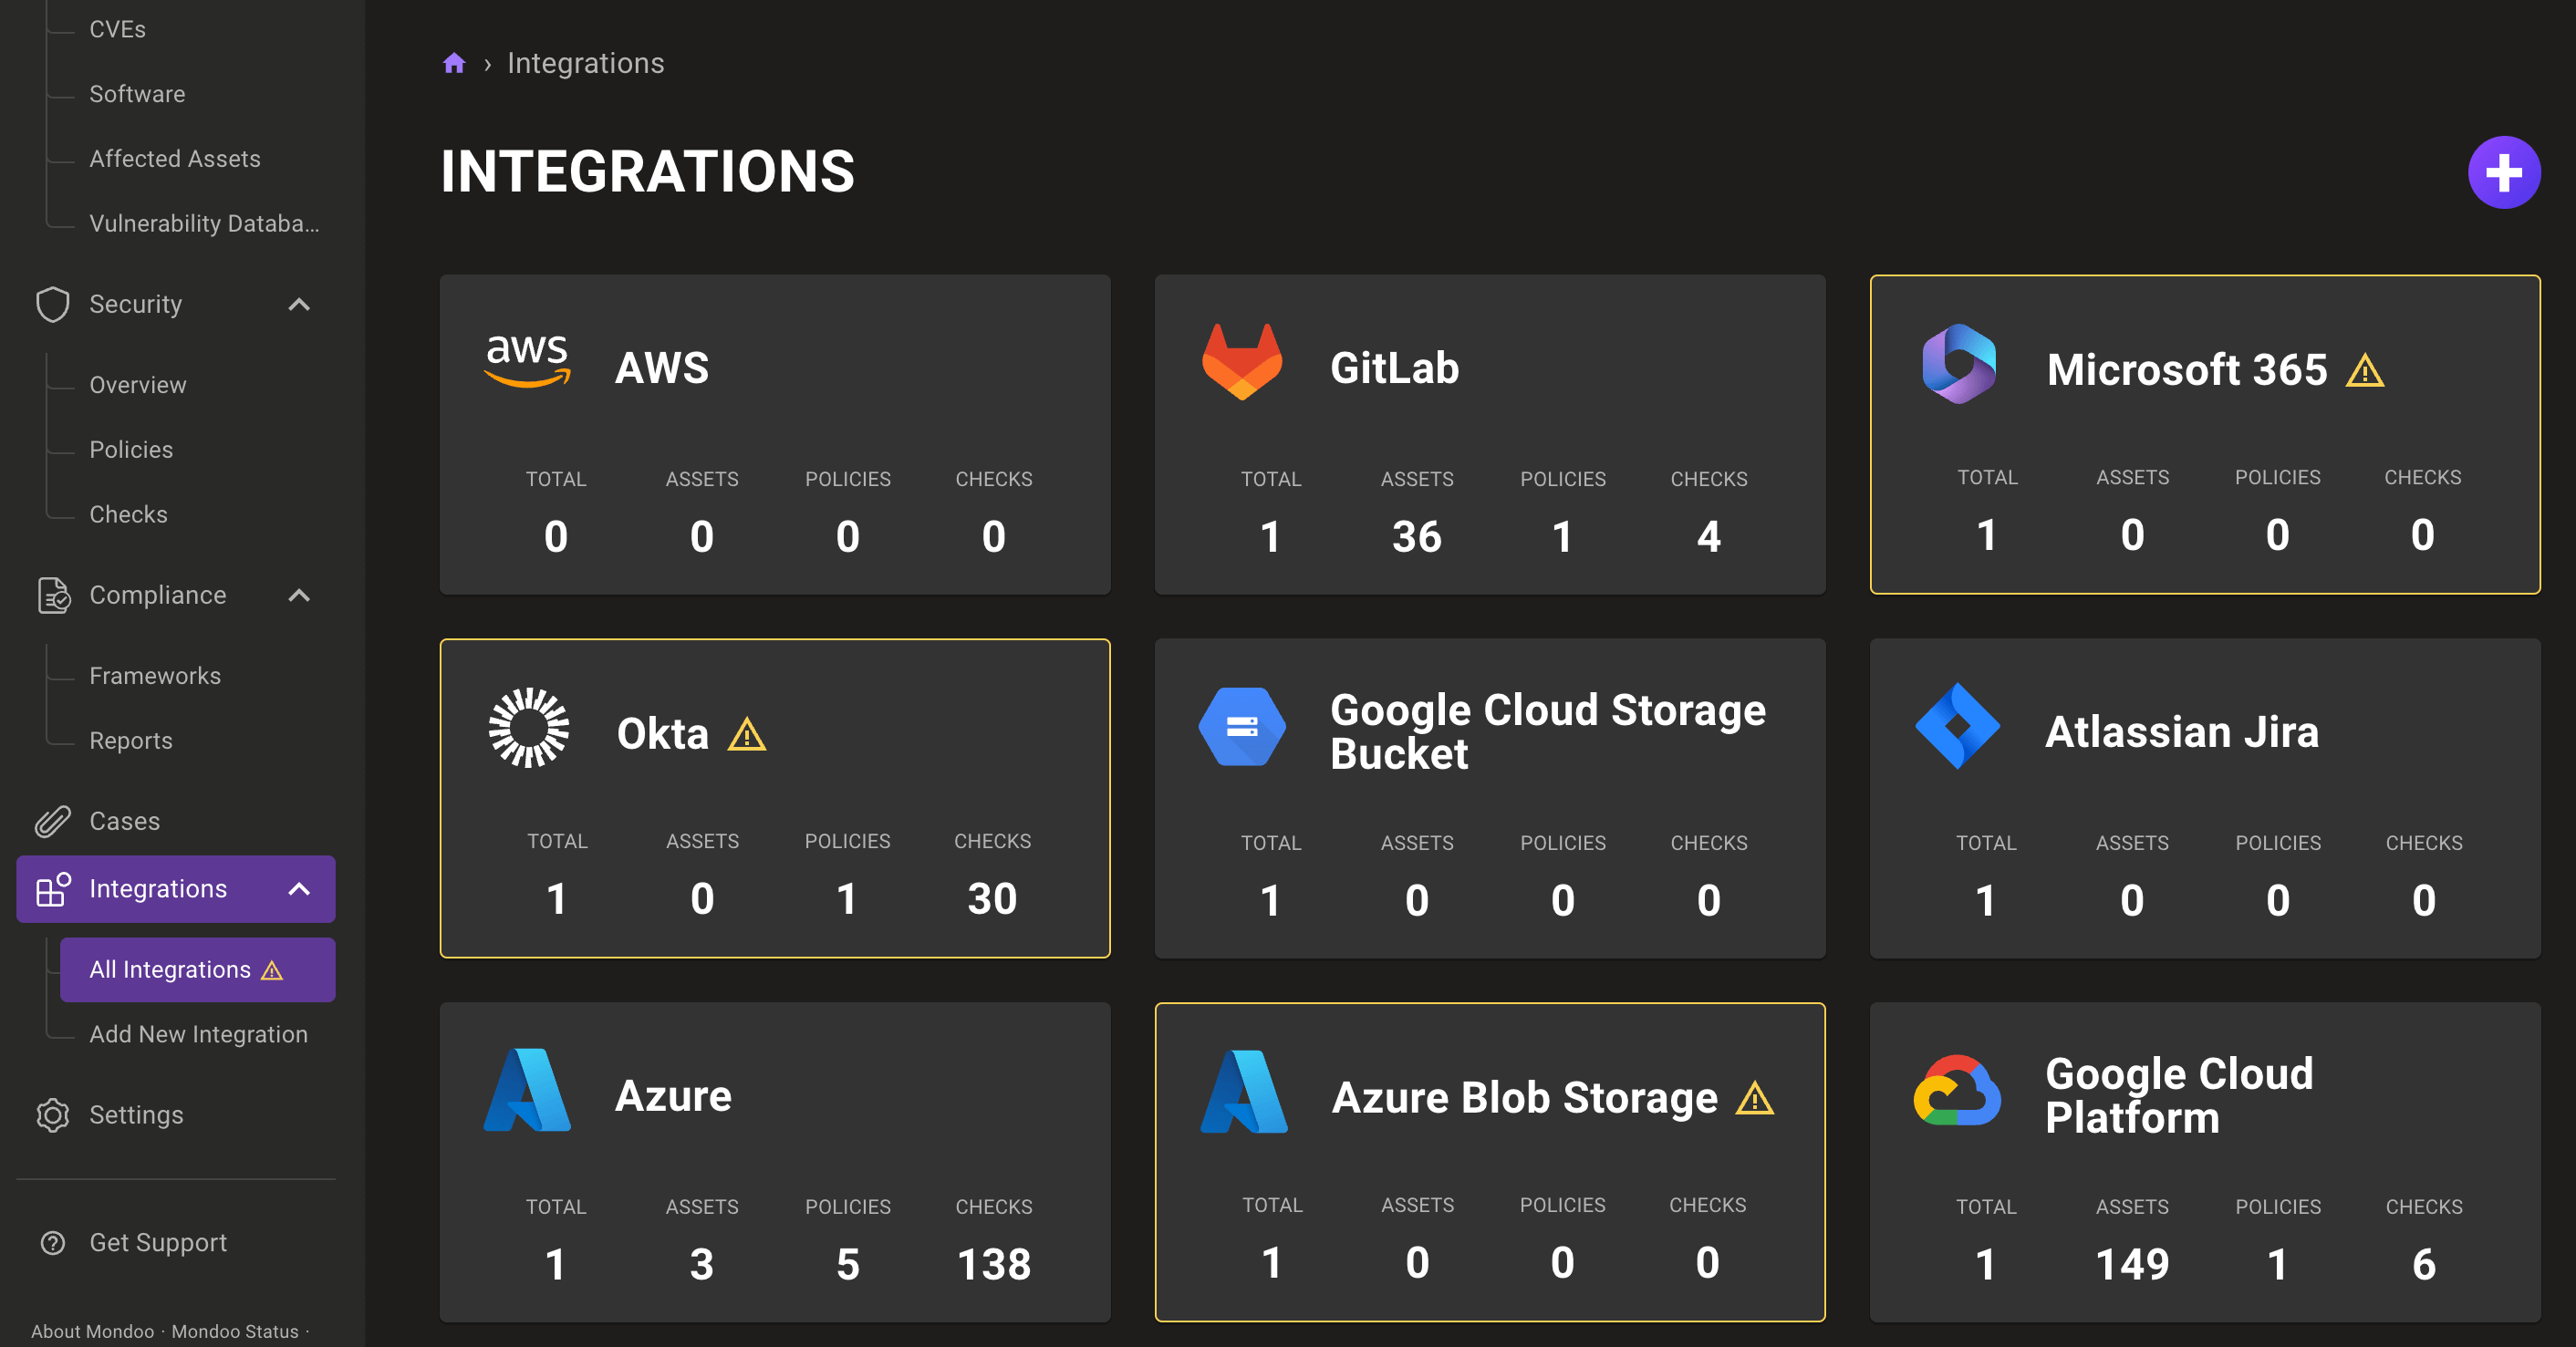 CVEs
Software
Affected Assets
Vulnerability Databa...
Security
Overview
Policies
Checks
Compliance
Frameworks
Reports
Cases
Integrations
All Integrations
Add New Integration
Settings
Get Support
About Mondoo · Mondoo Status ·
› Integrations
INTEGRATIONS
aws AWS
TOTAL ASSETS POLICIES CHECKS
0 0 0 0
GitLab
TOTAL ASSETS POLICIES CHECKS
1 36 1 4
Microsoft 365
TOTAL ASSETS POLICIES CHECKS
1 0 0 0
Okta
TOTAL ASSETS POLICIES CHECKS
1 0 1 30
Google Cloud Storage
Bucket
TOTAL ASSETS POLICIES CHECKS
1 0 0 0
Atlassian Jira
TOTAL ASSETS POLICIES CHECKS
1 0 0 0
Azure
TOTAL ASSETS POLICIES CHECKS
1 3 5 138
Azure Blob Storage
TOTAL ASSETS POLICIES CHECKS
1 0 0 0
Google Cloud
Platform
TOTAL ASSETS POLICIES CHECKS
1 149 1 6